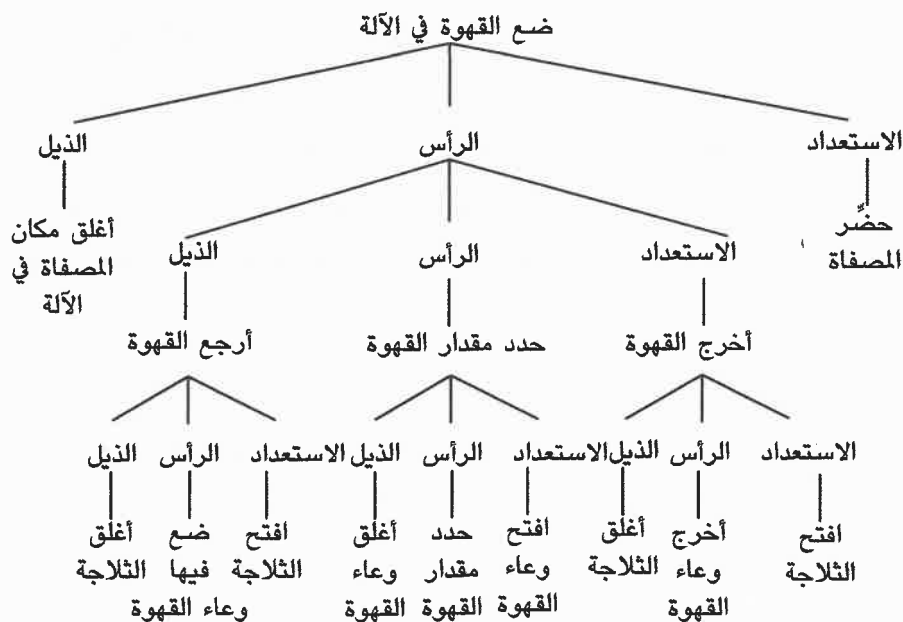 ضع القهوة في الآلة
الاستعداد الرأس الذيل
حضِّر
المصفاة
أغلق مكان
المصفاة في
الآلة
الاستعداد الرأس الذيل
أخرج القهوة حدد مقدار القهوة أرجع القهوة
الاستعداد الرأس الذيل الاستعداد الرأس الذيل الاستعداد الرأس الذيل
افتح
الثلاجة
أخرج
وعاء
القهوة
أغلق
الثلاجة
افتح
وعاء
القهوة
حدد
مقدار
القهوة
أغلق
وعاء
القهوة
افتح
الثلاجة
ضع
فيها
وعاء القهوة
أغلق
الثلاجة